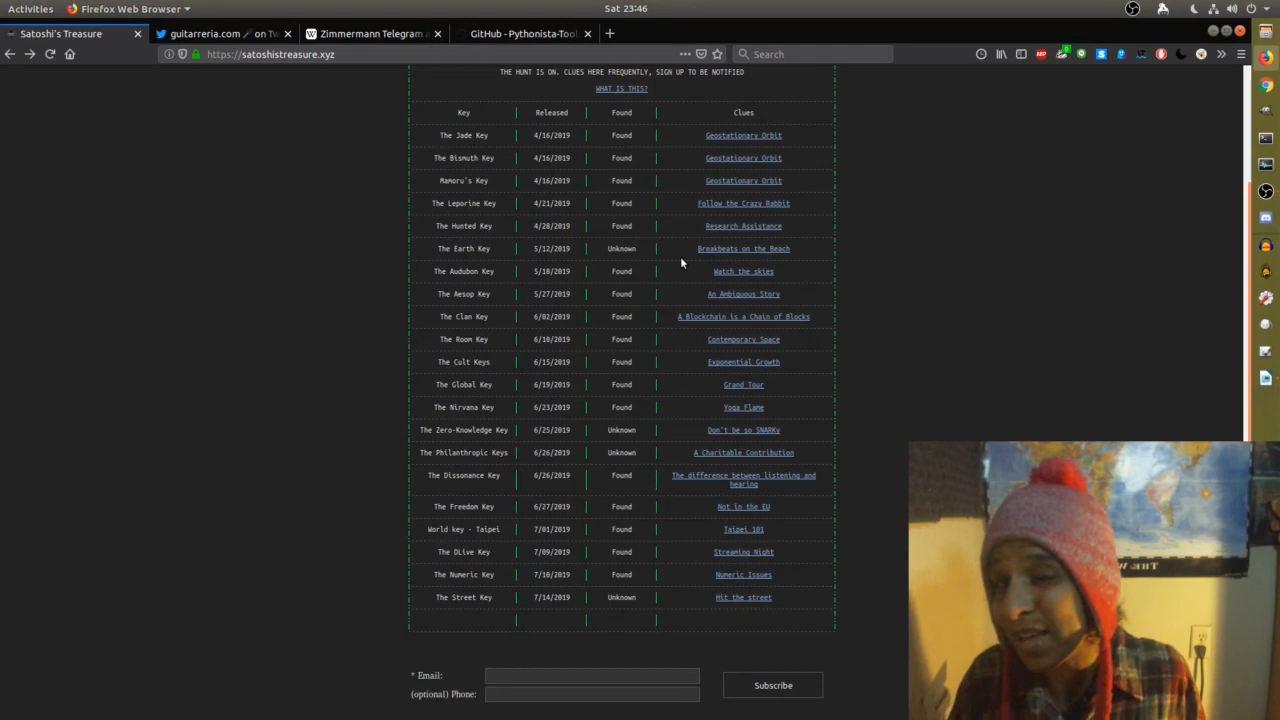 Activities Firefox Web Browser Sat 23:46
Satoshi's Treasure guitarreria.com on Tw Zimmermann Telegram a GitHub - Pythonista-Tool
https://satoshistreasure.xyz Search
THE HUNT IS ON. CLUES HERE FREQUENTLY, SIGN UP TO BE NOTIFIED
WHAT IS THIS?
Key Released Found Clues
The Jade Key 4/16/2019 Found Geostationary Orbit
The Bismuth Key 4/16/2019 Found Geostationary Orbit
Mamoru's Key 4/16/2019 Found Geostationary Orbit
The Leporine Key 4/21/2019 Found Follow the Crazy Rabbit
The Hunted Key 4/28/2019 Found Research Assistance
The Earth Key 5/12/2019 Unknown Breakbeats on the Beach
The Audubon Key 5/18/2019 Found Watch the skies
The Aesop Key 5/27/2019 Found An Ambiguous Story
The Clan Key 6/02/2019 Found A Blockchain is a Chain of Blocks
The Room Key 6/10/2019 Found Contemporary Space
The Cult Keys 6/15/2019 Found Exponential Growth
The Global Key 6/19/2019 Found Grand Tour
The Nirvana Key 6/23/2019 Found Yoga Flame
The Zero-Knowledge Key 6/25/2019 Unknown Don't be so SNARKy
The Philanthropic Keys 6/26/2019 Unknown A Charitable Contribution
The Dissonance Key 6/26/2019 Found The difference between listening and
hearing
The Freedom Key 6/27/2019 Found Not in the EU
World key - Taipei 7/01/2019 Found Taipei 101
The DLive Key 7/09/2019 Found Streaming Night
The Numeric Key 7/10/2019 Found Numeric Issues
The Street Key 7/14/2019 Unknown Hit the street
* Email:
(optional) Phone:
Subscribe